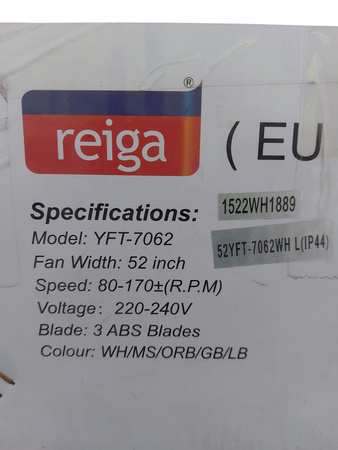 reiga ®
( EU
1522WH1889
Specifications:
52YFT-7062WH L(IP44)
Model: YFT-7062
Fan Width: 52 inch
Speed: 80-170±(R.P.M)
Voltage: 220-240V
Blade: 3 ABS Blades
Colour: WH/MS/ORB/GB/LB